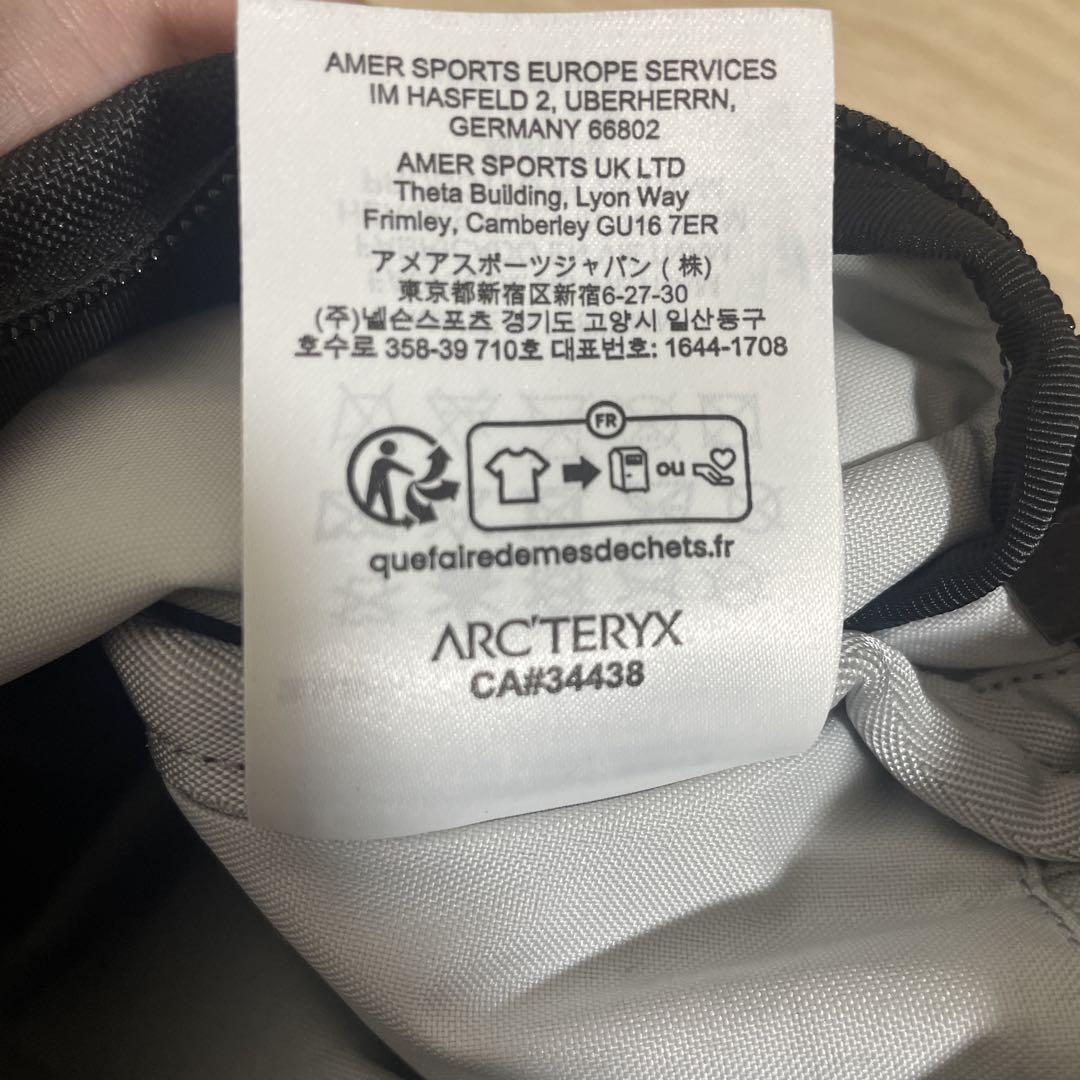 AMER SPORTS EUROPE SERVICES
IM HASFELD 2, UBERHERRN,
GERMANY 66802
AMER SPORTS UK LTD
Theta Building, Lyon Way
Frimley, Camberley GU16 7ER
アメアスポーツジャパン (株)
東京都新宿区新宿6-27-30
(주)넬슨스포츠 경기도 고양시 일산동구
호수로 358-39 710호 대표번호: 1644-1708
FR
ou
quefairedemesdechets.fr
ARC'TERYX
CA#34438